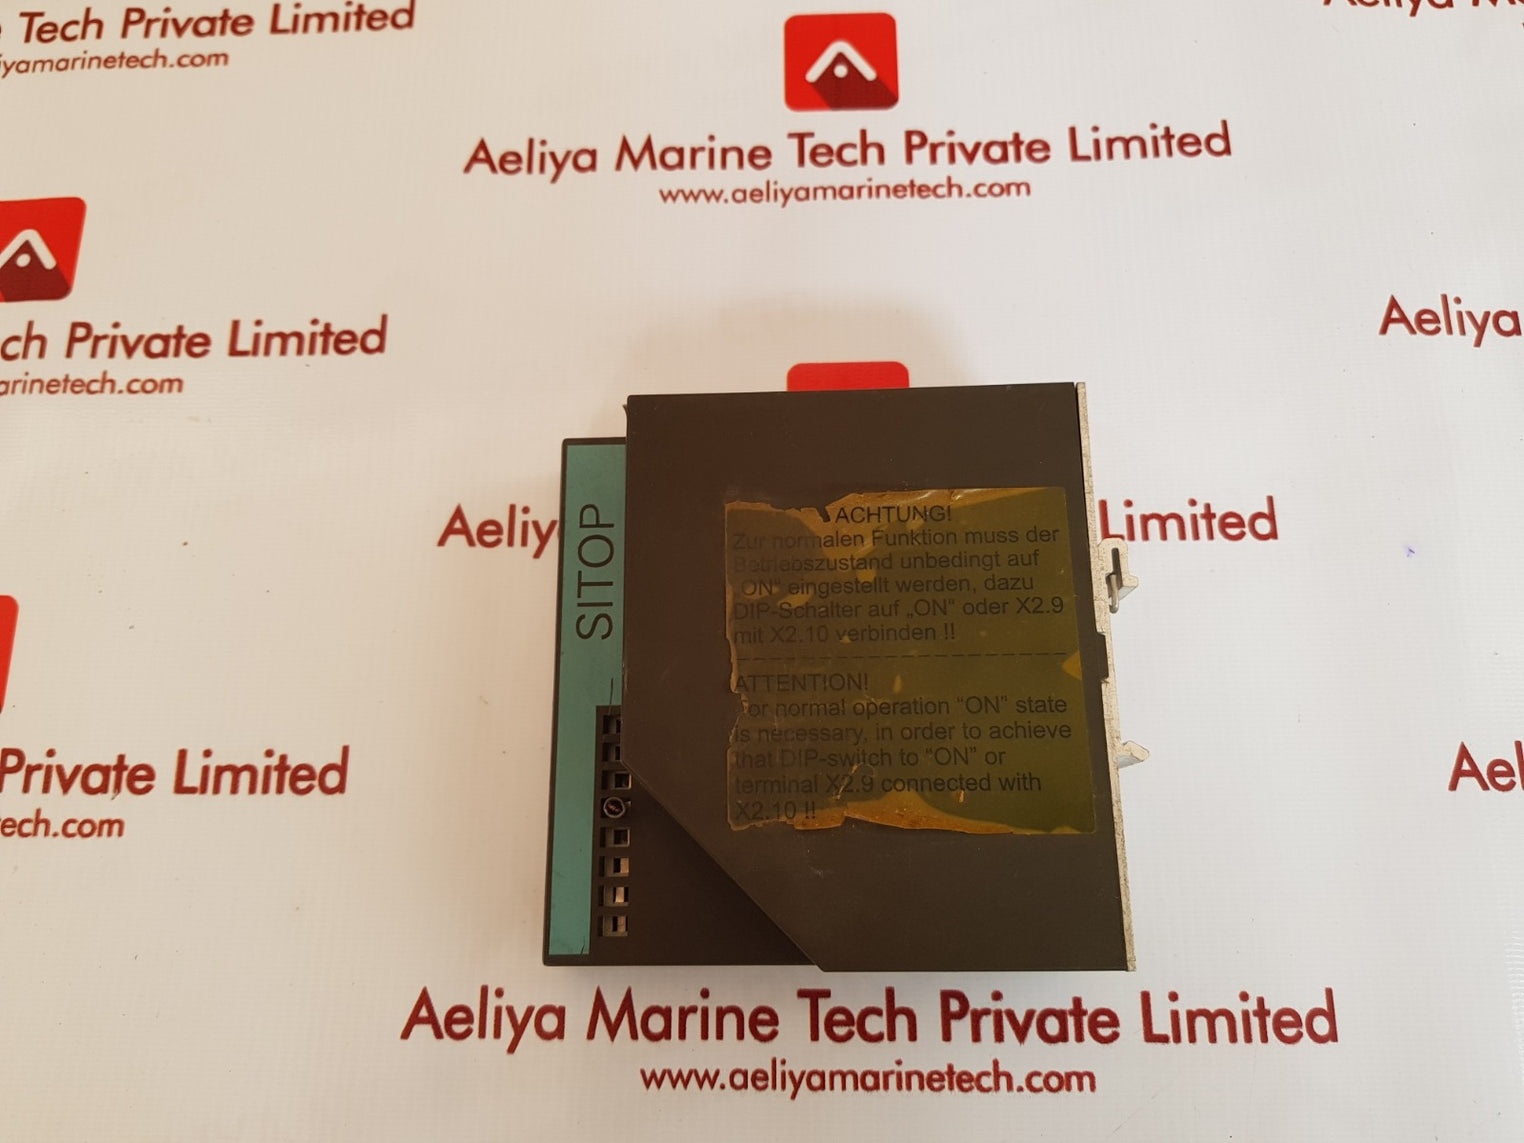 Tech Private Limited
iyamarinetech.com
Aeliya Ma
Aeliya Marine Tech Private Limited
www.aeliyamarinetech.com
ch Private Limited
arinetech.com
Aeliya
Aeliy
Limited
SITOP
ACHTUNG!
Zur normalen Funktion muss der
Betriebszustand unbedingt auf
„ON“ eingestellt werden, dazu
DIP-Schalter auf „ON“ oder X2.9
mit X2.10 verbinden !!
ATTENTION!
For normal operation “ON” state
is necessary, in order to achieve
that DIP-switch to “ON” or
terminal X2.9 connected with
X2.10 !!
Private Limited
ech.com
Ael
Aeliya Marine Tech Private Limited
www.aeliyamarinetech.com